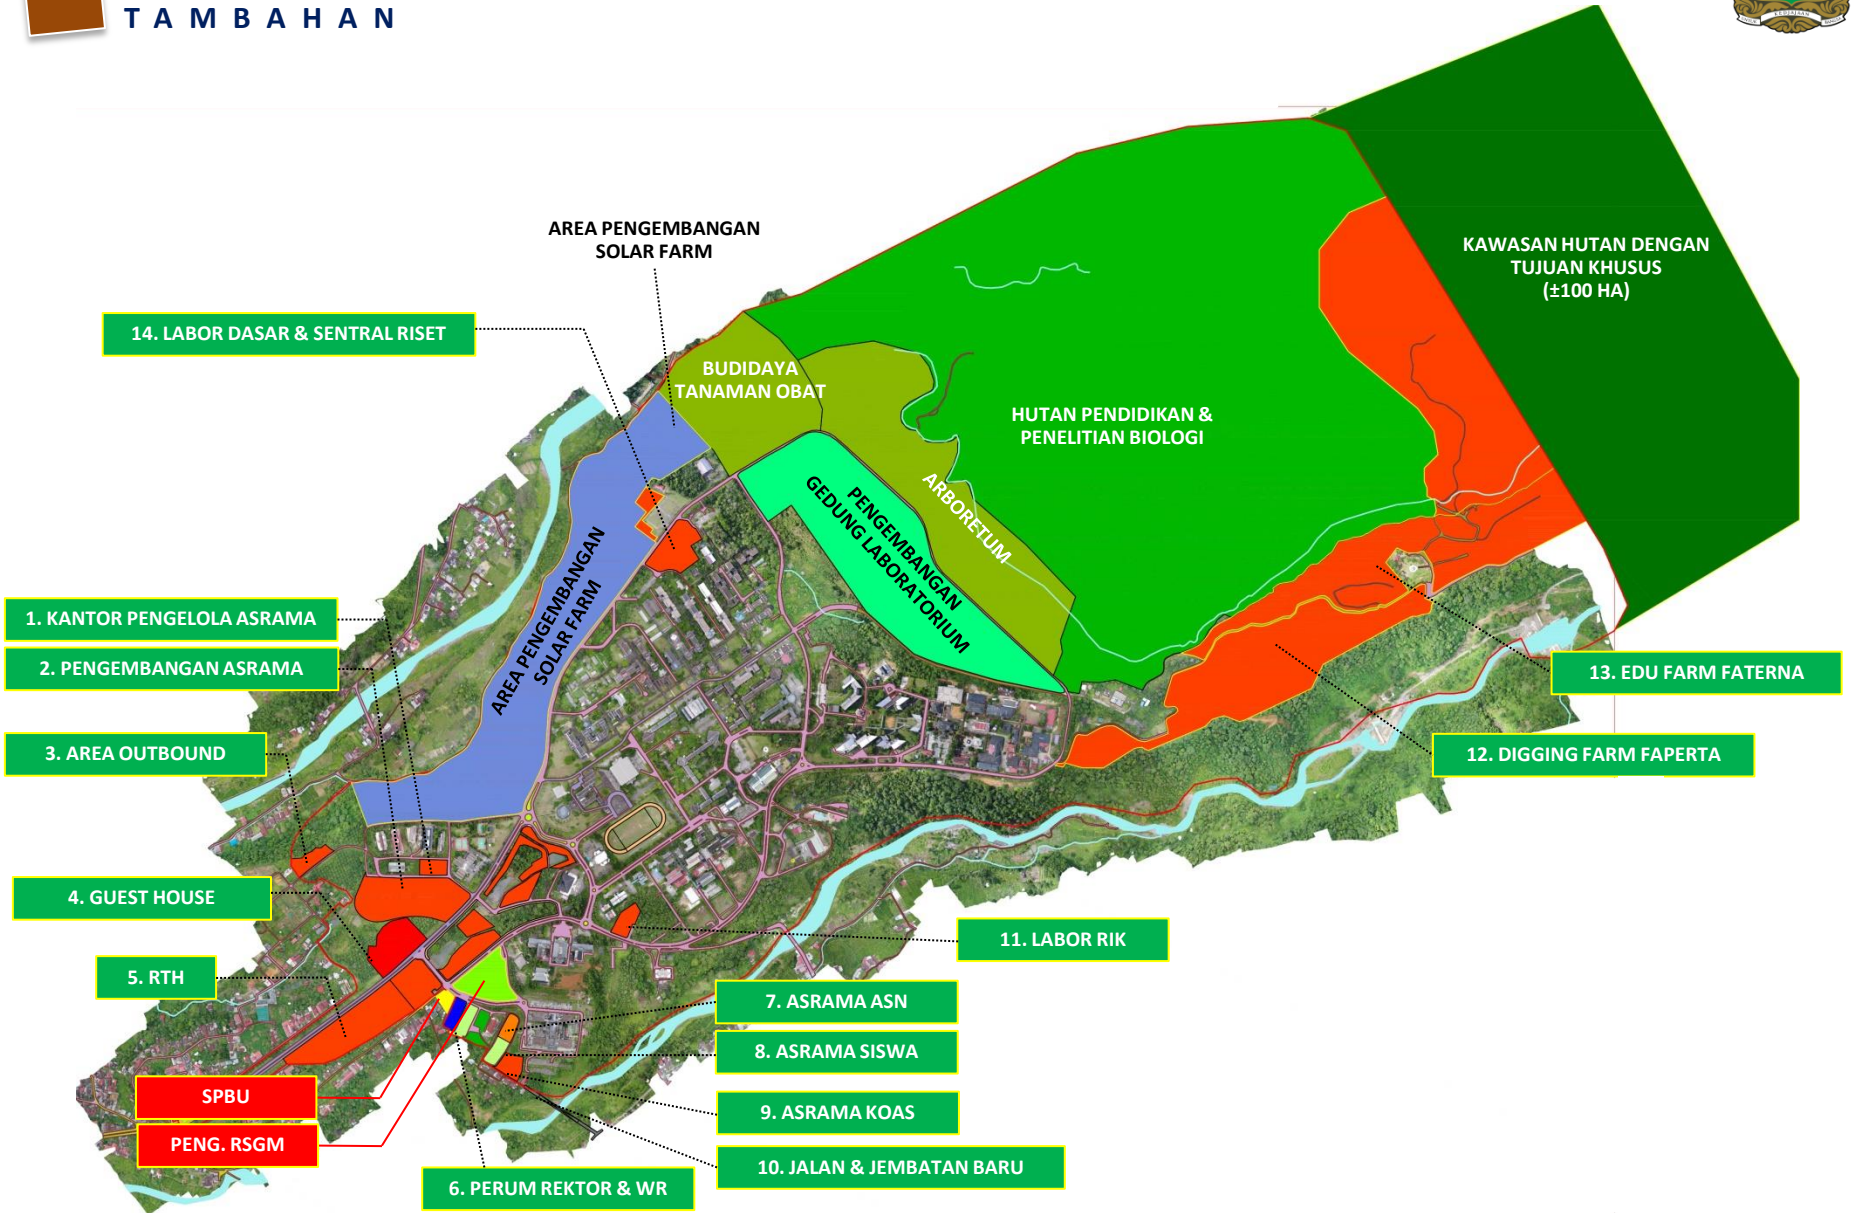 TAMBAHAN
KEDJAJAAN
BANGSA
AREA PENGEMBANGAN
SOLAR FARM
KAWASAN HUTAN DENGAN
TUJUAN KHUSUS
(±100 HA)
14. LABOR DASAR & SENTRAL RISET
BUDIDAYA
TANAMAN OBAT
HUTAN PENDIDIKAN &
PENELITIAN BIOLOGI
ARBORETUM
PENGEMBANGAN
GEDUNG LABORATORIUM
AREA PENGEMBANGAN
SOLAR FARM
1. KANTOR PENGELOLA ASRAMA
2. PENGEMBANGAN ASRAMA
13. EDU FARM FATERNA
3. AREA OUTBOUND
12. DIGGING FARM FAPERTA
4. GUEST HOUSE
11. LABOR RIK
5. RTH
7. ASRAMA ASN
8. ASRAMA SISWA
SPBU
9. ASRAMA KOAS
PENG. RSGM
10. JALAN & JEMBATAN BARU
6. PERUM REKTOR & WR